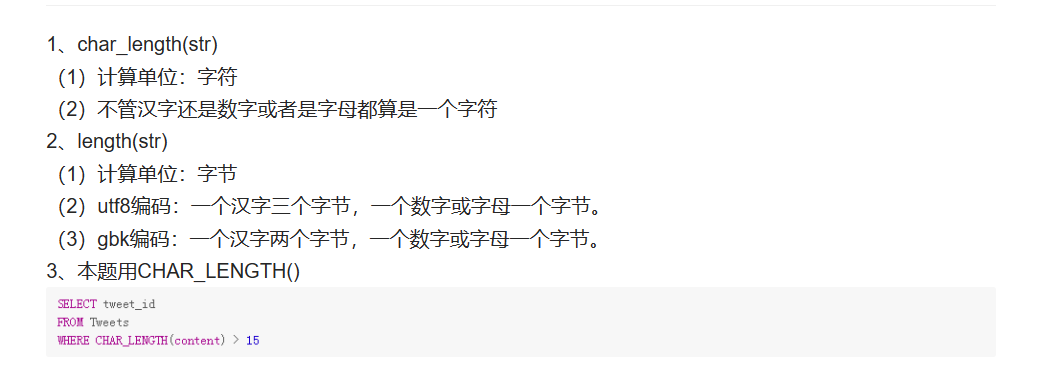 1、char_length(str)
（1）计算单位：字符
（2）不管汉字还是数字或者是字母都算是一个字符
2、length(str)
（1）计算单位：字节
（2）utf8编码：一个汉字三个字节，一个数字或字母一个字节。
（3）gbk编码：一个汉字两个字节，一个数字或字母一个字节。
3、本题用CHAR_LENGTH()
SELECT tweet_id
FROM Tweets
WHERE CHAR_LENGTH(content) > 15